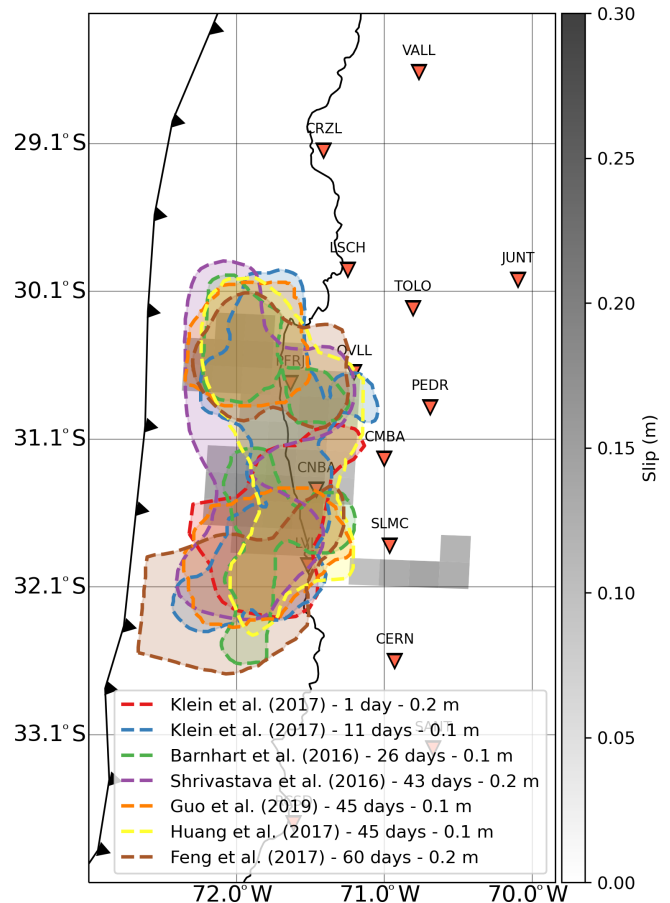 VALL
CRZL
29.1°S
LSCH
JUNT
30.1°S
TOLO
OVLL
PFRJ
PEDR
31.1°S
CMBA
CNBA
SLMC
32.1°S
CERN
33.1°S
SANT
Klein et al. (2017) - 1 day - 0.2 m
Klein et al. (2017) - 11 days - 0.1 m
Barnhart et al. (2016) - 26 days - 0.1 m
Shrivastava et al. (2016) - 43 days - 0.2 m
Guo et al. (2019) - 45 days - 0.1 m
Huang et al. (2017) - 45 days - 0.1 m
Feng et al. (2017) - 60 days - 0.2 m
72.0°W
71.0°W
70.0°W
0.30
0.25
0.20
0.15
0.10
0.05
0.00
Slip (m)